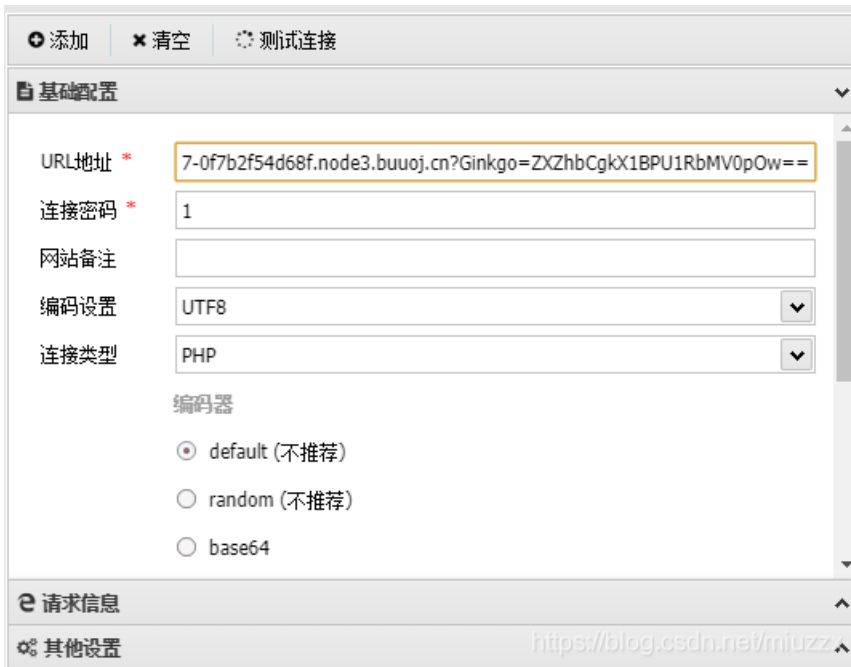 添加 清空 测试连接
基础配置
URL地址 * 7-0f7b2f54d68f.node3.buuoj.cn?Ginkgo=ZXZhbCgkX1BPU1RbMV0pOw==
连接密码 * 1
网站备注
编码设置 UTF8
连接类型 PHP
编码器
default (不推荐)
random (不推荐)
base64
请求信息
其他设置
https://blog.csdn.net/miuzzx